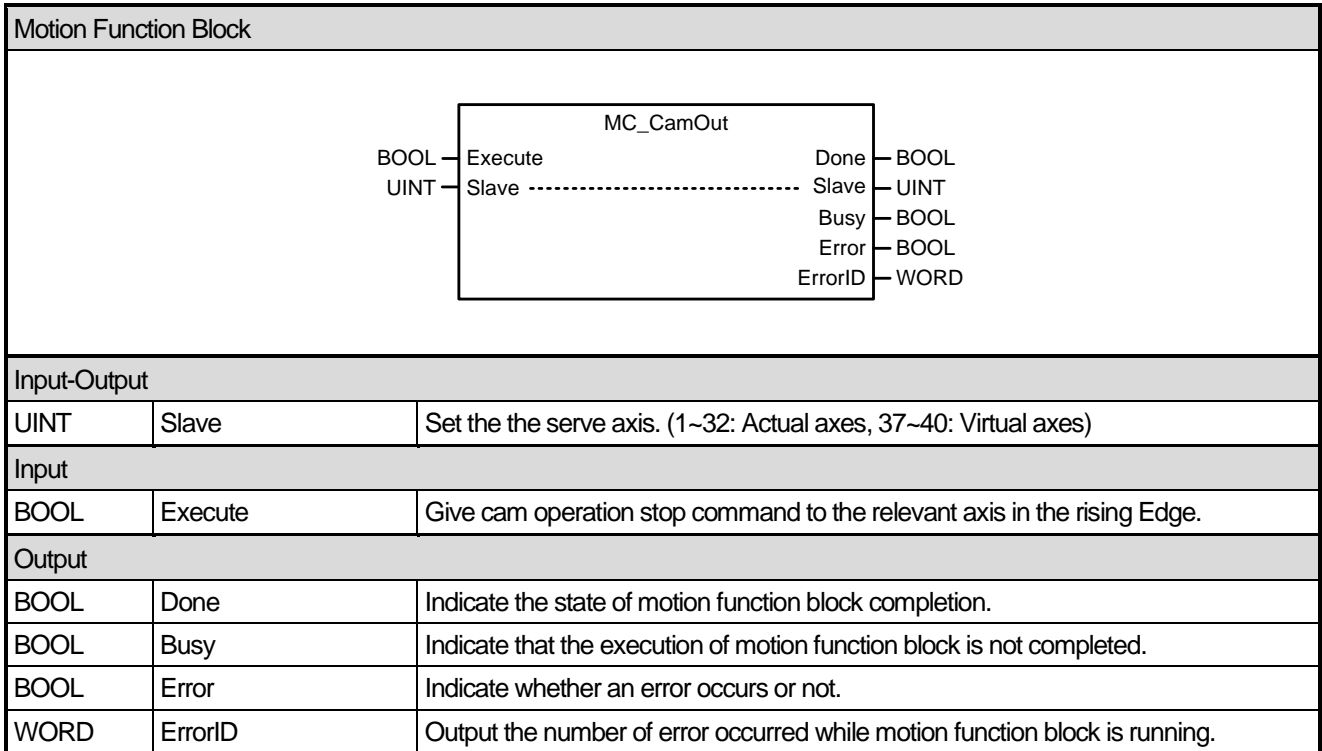 Motion Function Block
MC_CamOut
BOOL Execute Done BOOL
UINT Slave Slave UINT
Busy BOOL
Error BOOL
ErrorID WORD
Input-Output
UINT Slave Set the the serve axis. (1~32: Actual axes, 37~40: Virtual axes)
Input
BOOL Execute Give cam operation stop command to the relevant axis in the rising Edge.
Output
BOOL Done Indicate the state of motion function block completion.
BOOL Busy Indicate that the execution of motion function block is not completed.
BOOL Error Indicate whether an error occurs or not.
WORD ErrorID Output the number of error occurred while motion function block is running.